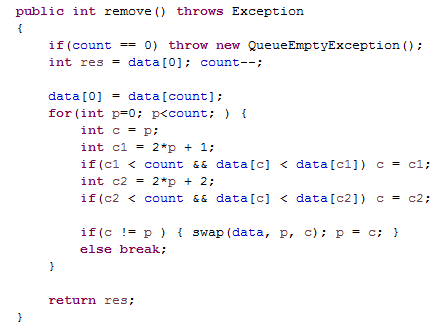 public int remove() throws Exception
{
    if(count == 0) throw new QueueEmptyException();
    int res = data[0]; count--;

    data[0] = data[count];
    for(int p=0; p<count; ) {
        int c = p;
        int c1 = 2*p + 1;
        if(c1 < count && data[c] < data[c1]) c = c1;
        int c2 = 2*p + 2;
        if(c2 < count && data[c] < data[c2]) c = c2;

        if(c != p ) { swap(data, p, c); p = c; }
        else break;
    }

    return res;
}